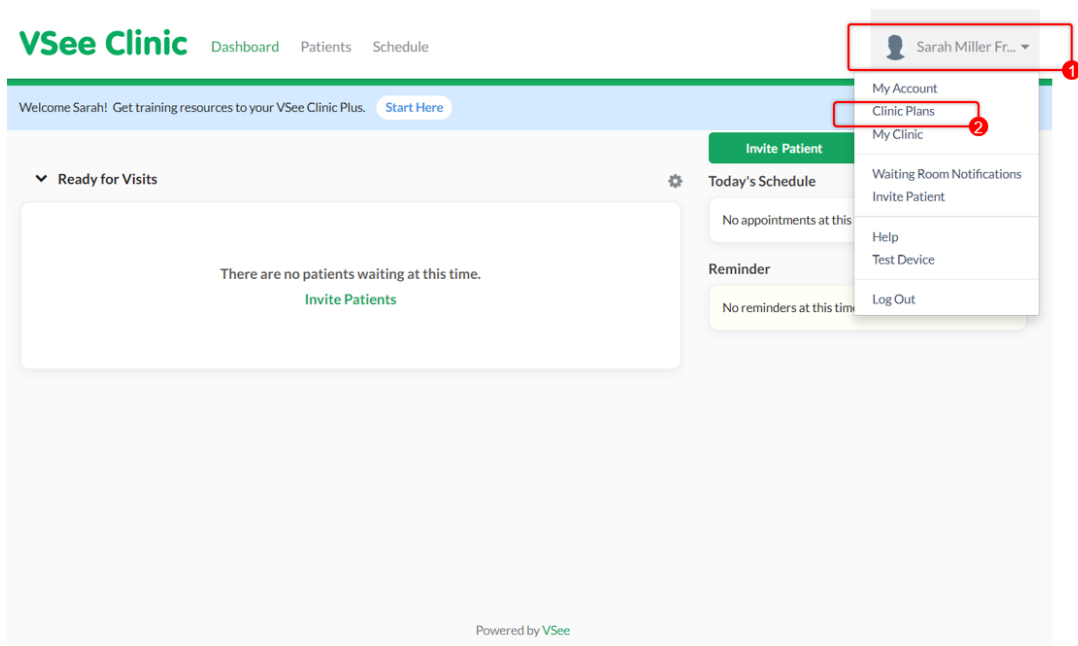 VSee Clinic Dashboard Patients Schedule
Sarah Miller Fr...
1
Welcome Sarah! Get training resources to your VSee Clinic Plus. Start Here
My Account
Clinic Plans
2
My Clinic
Waiting Room Notifications
Invite Patient
Help
Test Device
Log Out
Invite Patient
Ready for Visits
There are no patients waiting at this time.
Invite Patients
Today's Schedule
No appointments at this
Reminder
No reminders at this time
Powered by VSee